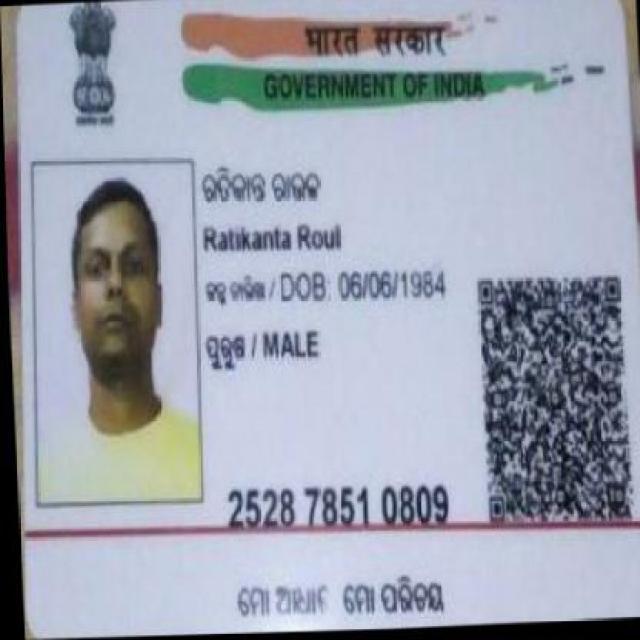 भारत सरकार
GOVERNMENT OF INDIA
ରତିକାନ୍ତ ରାଉଳ
Ratikanta Roul
ଜନ୍ମ ତାରିଖ / DOB: 06/06/1984
ପୁରୁଷ / MALE
2528 7851 0809
ମୋ ଆଧାର ମୋ ପରିଚୟ